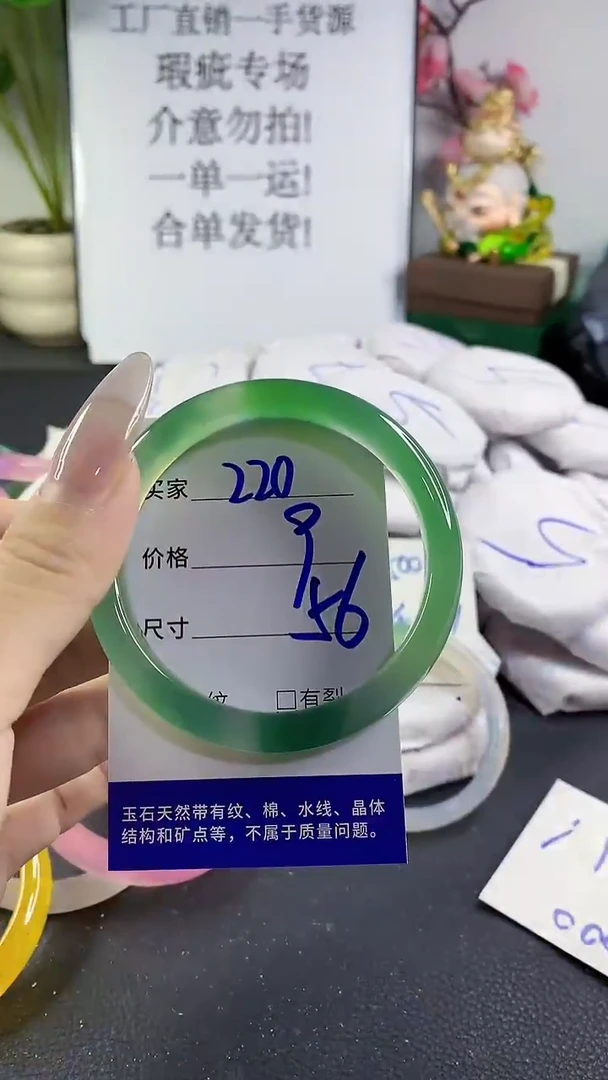 工厂直销一手货源
瑕疵专场
介意勿拍!
一单一运!
合单发货!
买家 220
价格 9
尺寸 56
纹 □有裂
玉石天然带有纹、棉、水线、晶体
结构和矿点等，不属于质量问题。